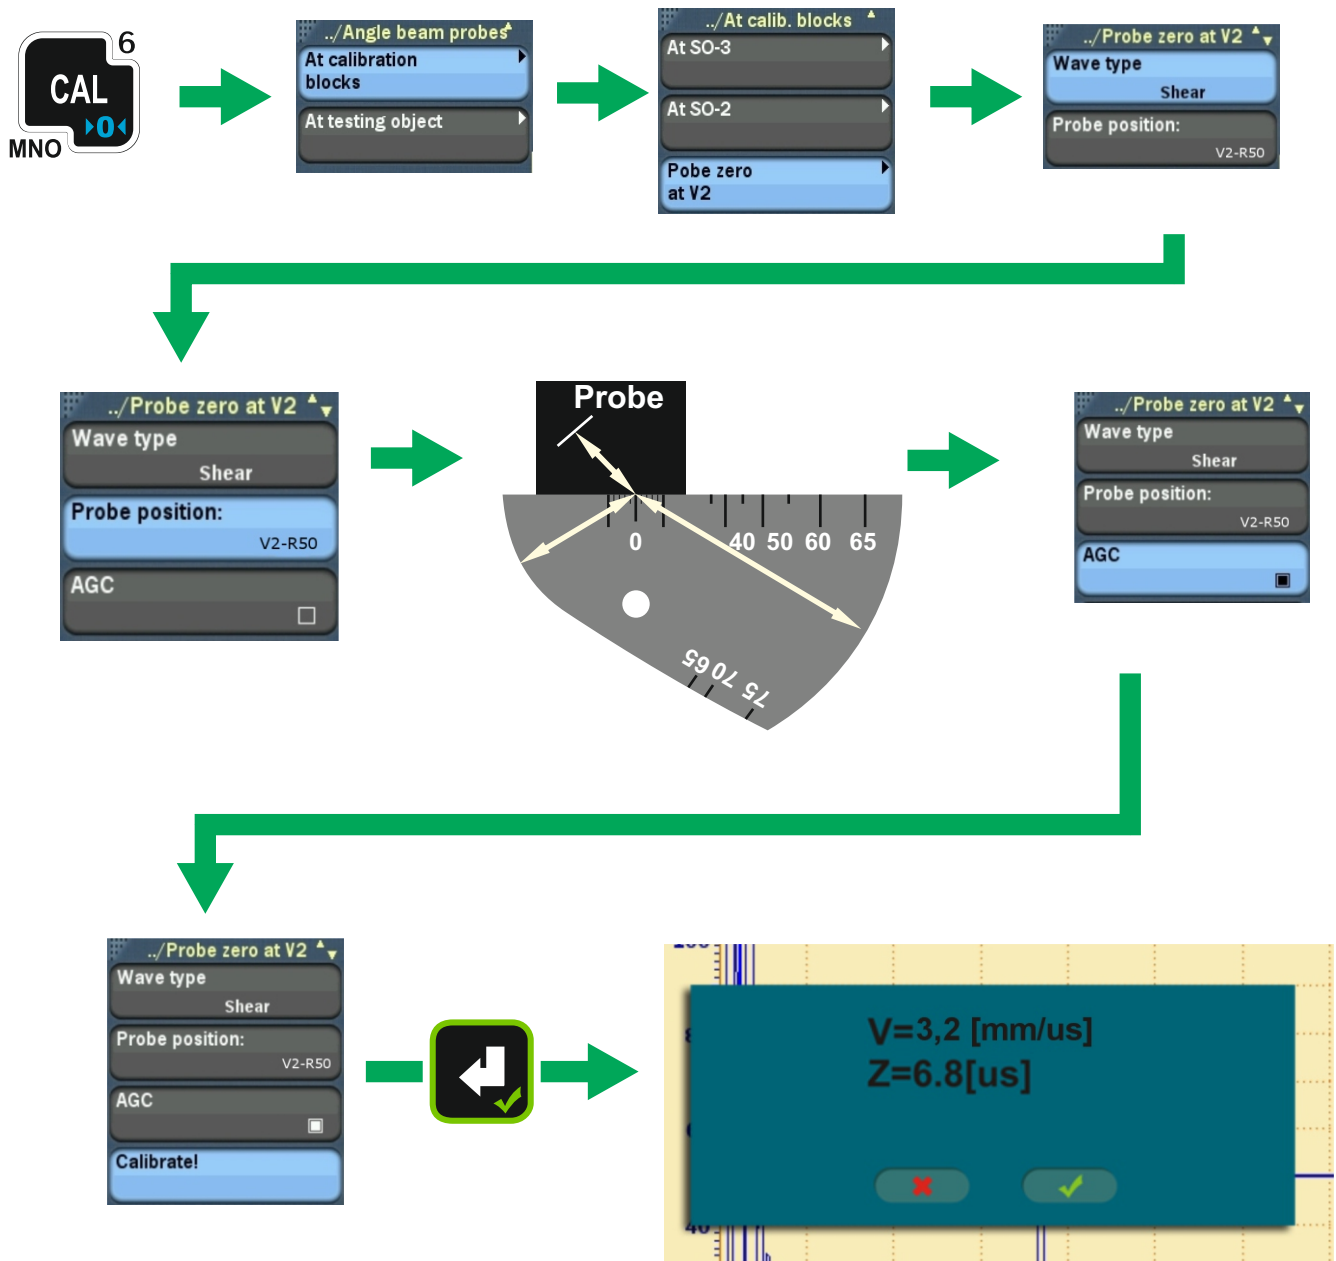 6
CAL
0
MNO
../Angle beam probes
At calibration
blocks
At testing object
../At calib. blocks
At SO-3
At SO-2
Pobe zero
at V2
../Probe zero at V2
Wave type
Shear
Probe position:
V2-R50
../Probe zero at V2
Wave type
Shear
Probe position:
V2-R50
AGC
Probe
0 40 50 60 65
65 70 75
../Probe zero at V2
Wave type
Shear
Probe position:
V2-R50
AGC
../Probe zero at V2
Wave type
Shear
Probe position:
V2-R50
AGC
Calibrate!
V=3,2 [mm/us]
Z=6.8[us]
40